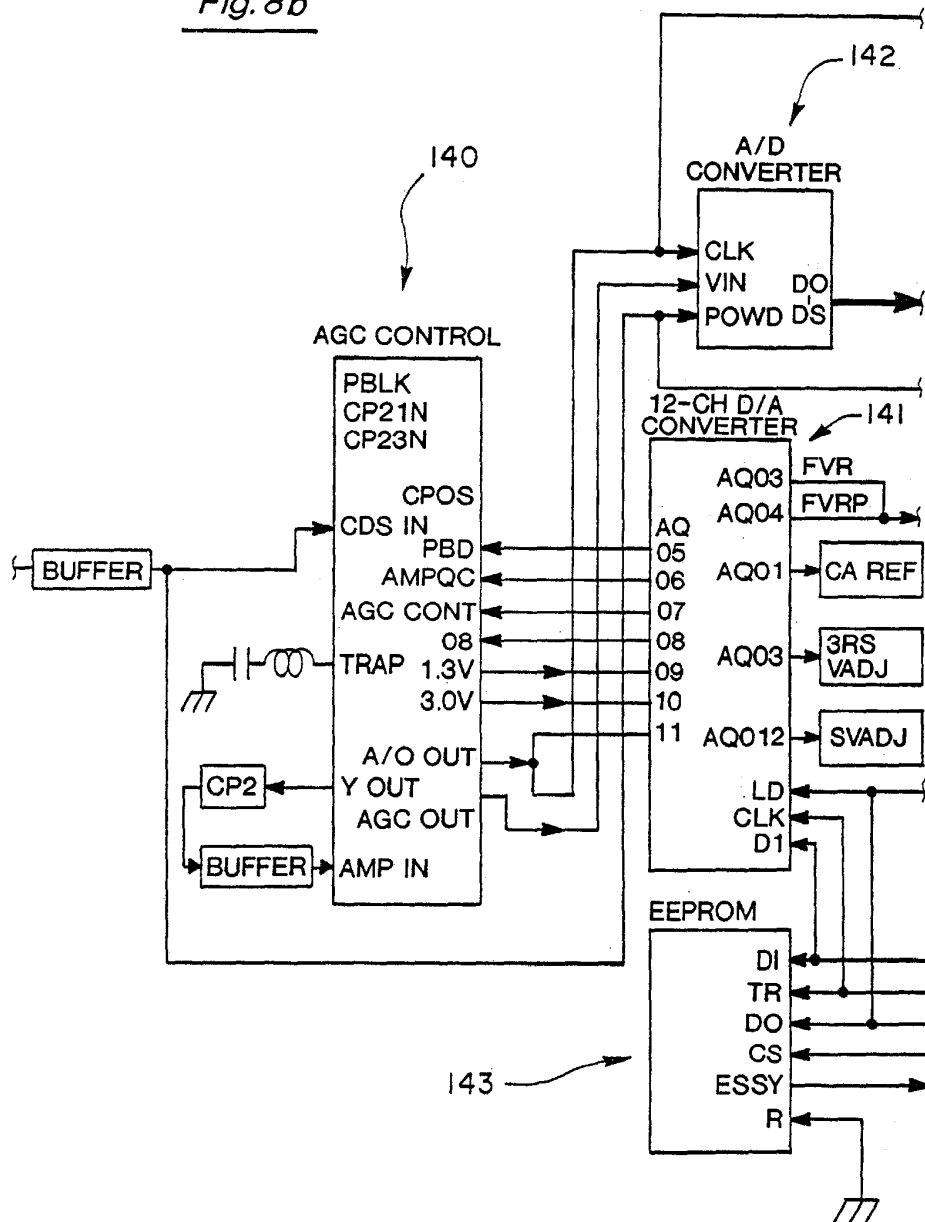 Fig. 8b
142
A/D
CONVERTER
CLK
VIN
POWD
DO
-
DS
140
AGC CONTROL
PBLK
CP21N
CP23N
CPOS
CDS IN
PBD
AMPQC
AGC CONT
08
TRAP
1.3V
3.0V
A/O OUT
Y OUT
AGC OUT
AMP IN
BUFFER
CP2
BUFFER
12-CH D/A
CONVERTER
141
AQ
05
06
07
08
09
10
11
AQ03
FVR
AQ04
FVRP
AQ01
CA REF
AQ03
3RS
VADJ
AQ012
SVADJ
LD
CLK
D1
EEPROM
DI
TR
DO
CS
ESSY
R
143